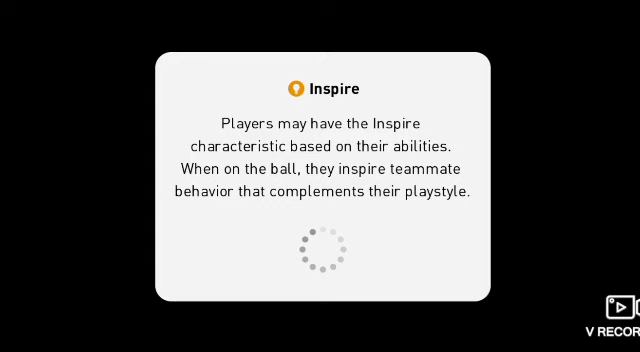 Inspire
Players may have the Inspire
characteristic based on their abilities.
When on the ball, they inspire teammate
behavior that complements their playstyle.
V RECOR